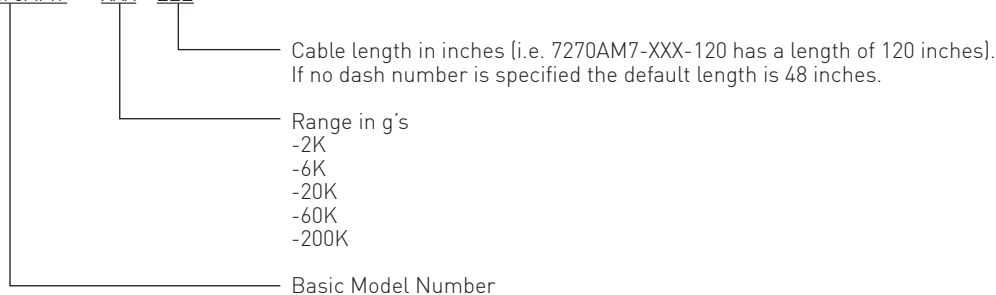 Cable length in inches (i.e. 7270AM7-XXX-120 has a length of 120 inches).
If no dash number is specified the default length is 48 inches.
Range in g's
-2K
-6K
-20K
-60K
-200K
Basic Model Number